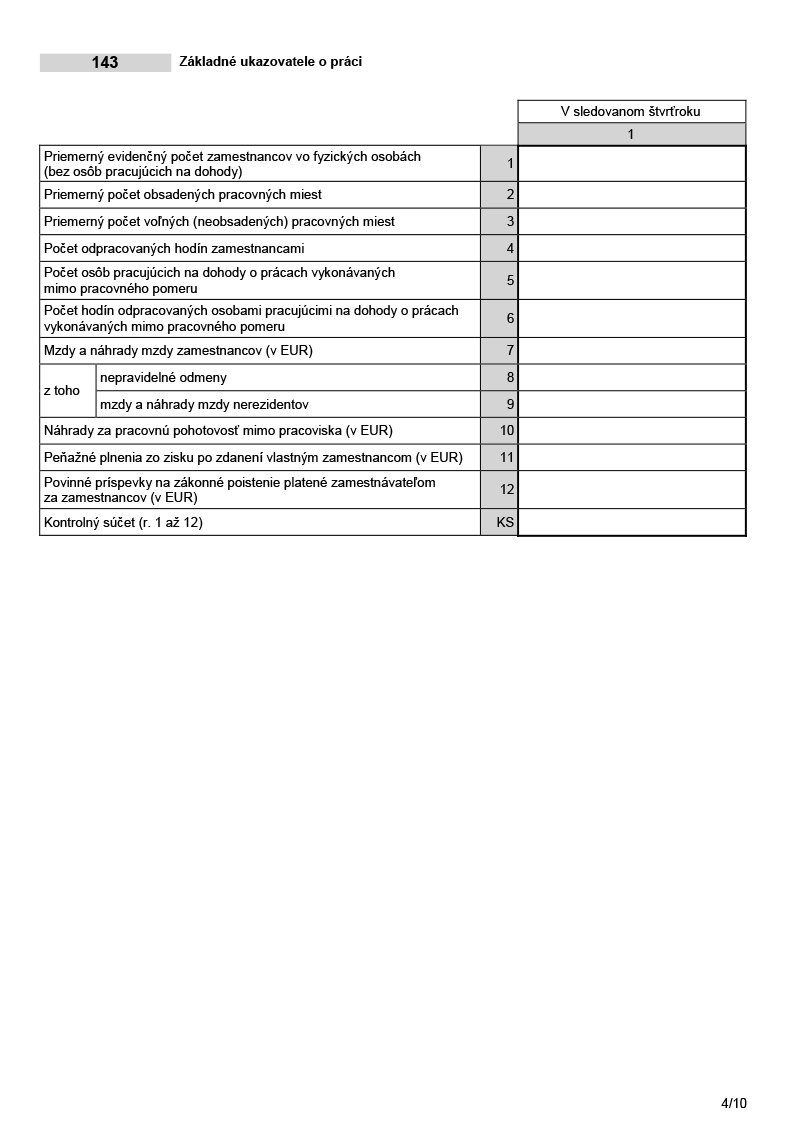 143 Základné ukazovatele o práci
V sledovanom štvrťroku
1
Priemerný evidenčný počet zamestnancov vo fyzických osobách
(bez osôb pracujúcich na dohody) 1
Priemerný počet obsadených pracovných miest 2
Priemerný počet voľných (neobsadených) pracovných miest 3
Počet odpracovaných hodín zamestnancami 4
Počet osôb pracujúcich na dohody o prácach vykonávaných
mimo pracovného pomeru 5
Počet hodín odpracovaných osobami pracujúcimi na dohody o prácach
vykonávaných mimo pracovného pomeru 6
Mzdy a náhrady mzdy zamestnancov (v EUR) 7
z toho
nepravidelné odmeny 8
mzdy a náhrady mzdy nerezidentov 9
Náhrady za pracovnú pohotovosť mimo pracoviska (v EUR) 10
Peňažné plnenia zo zisku po zdanení vlastným zamestnancom (v EUR) 11
Povinné príspevky na zákonné poistenie platené zamestnávateľom
za zamestnancov (v EUR) 12
Kontrolný súčet (r. 1 až 12) KS
4/10